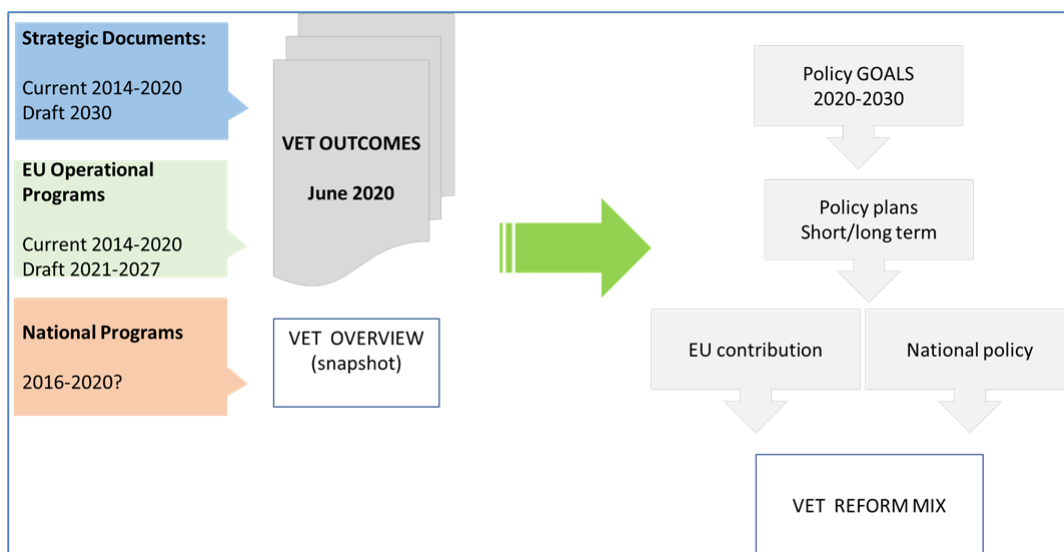 Strategic Documents:
Current 2014-2020
Draft 2030
EU Operational
Programs
Current 2014-2020
Draft 2021-2027
National Programs
2016-2020?
VET OUTCOMES
June 2020
VET OVERVIEW
(snapshot)
Policy GOALS
2020-2030
Policy plans
Short/long term
EU contribution
National policy
VET REFORM MIX